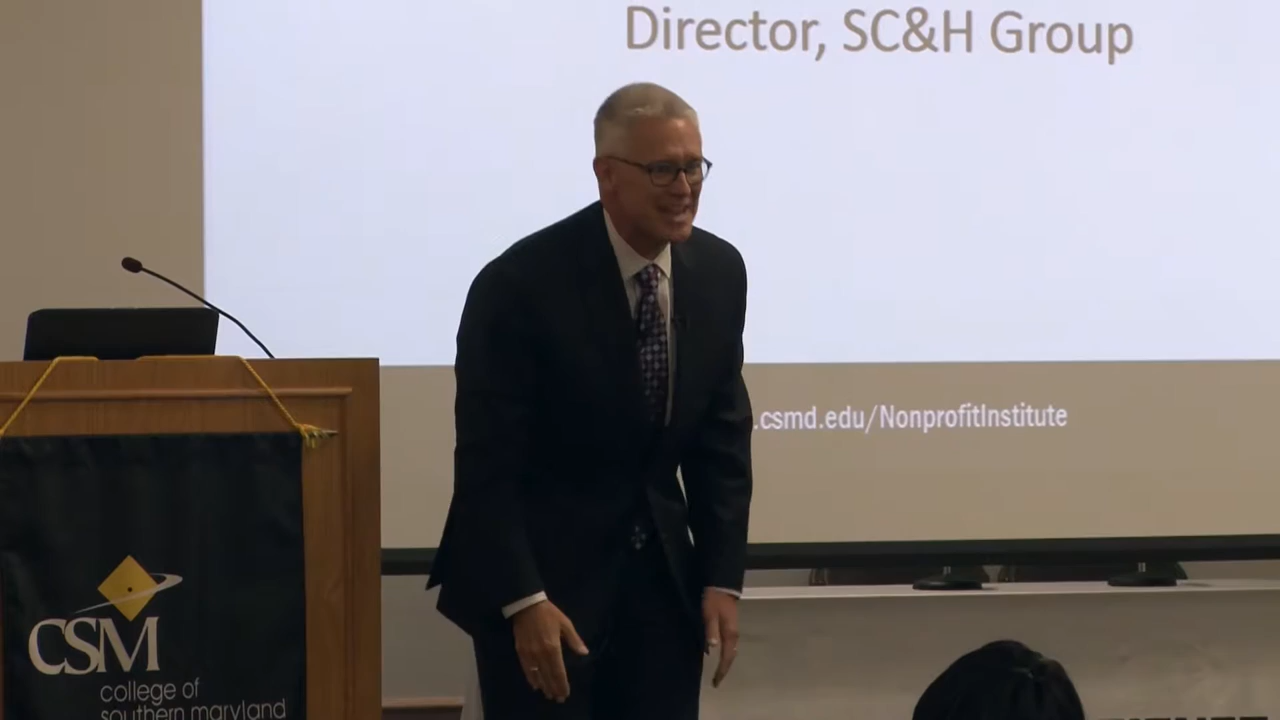 Director, SC&H Group
.csmd.edu/NonprofitInstitute
CSM
college of
southern maryland